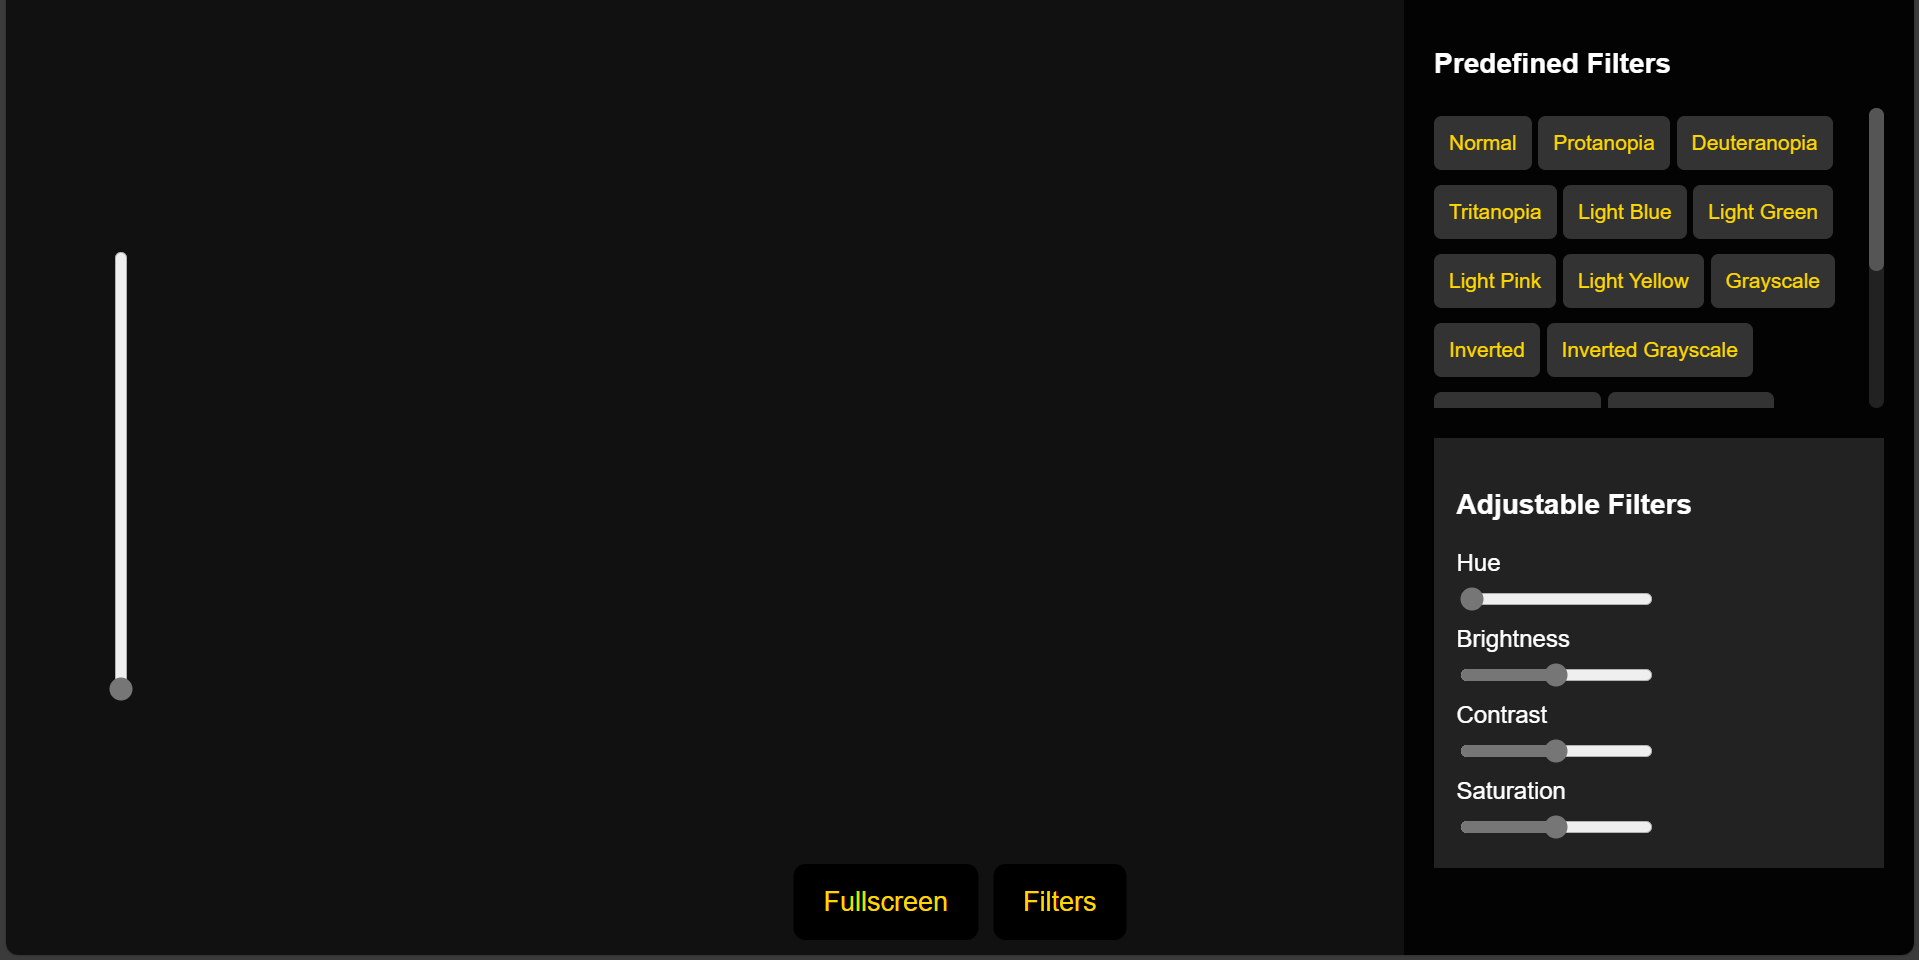 Predefined Filters
Normal Protanopia Deuteranopia
Tritanopia Light Blue Light Green
Light Pink Light Yellow Grayscale
Inverted Inverted Grayscale
Adjustable Filters
Hue
Brightness
Contrast
Saturation
Fullscreen Filters